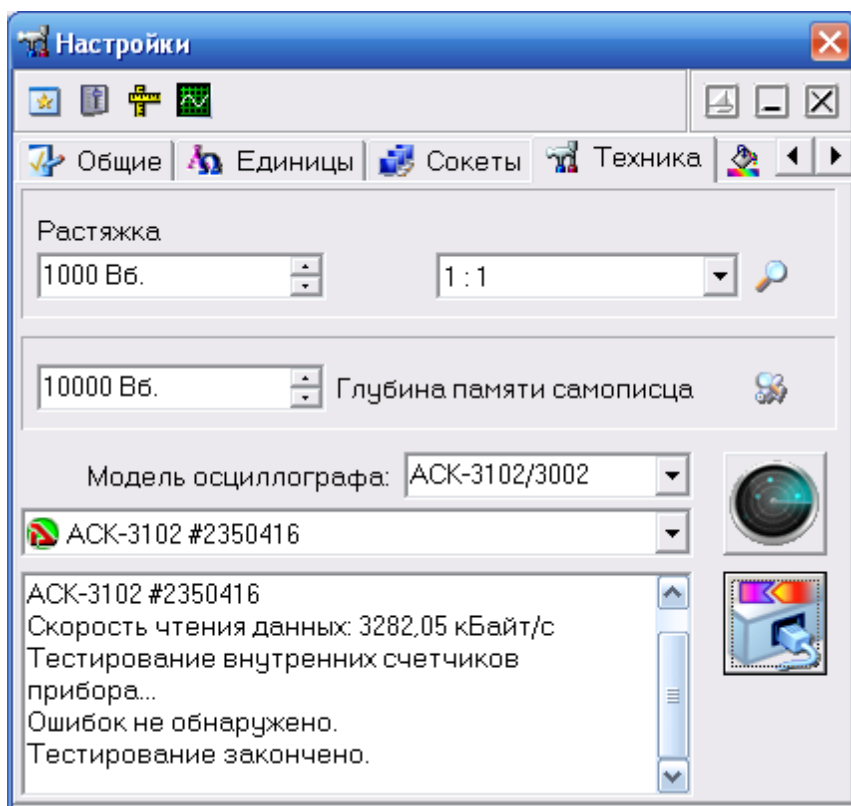 Настройки
Общие Единицы Сокеты Техника
Растяжка
1000 Вб. 1 : 1
10000 Вб. Глубина памяти самописца
Модель осциллографа: АСК-3102/3002
АСК-3102 #2350416
АСК-3102 #2350416
Скорость чтения данных: 3282,05 кБайт/с
Тестирование внутренних счетчиков
прибора...
Ошибок не обнаружено.
Тестирование закончено.